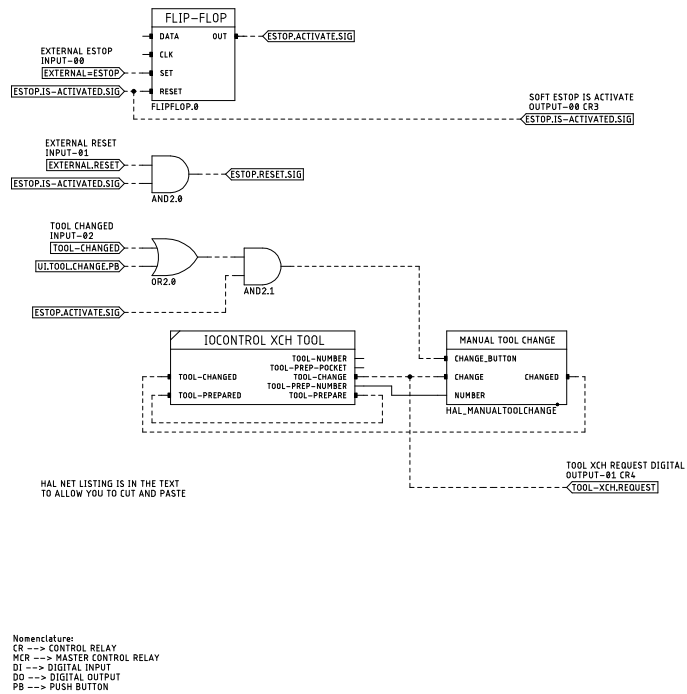 FLIP-FLOP
DATA OUT
ESTOP.ACTIVATE.SIG
CLK
EXTERNAL ESTOP
INPUT-00
EXTERNAL=ESTOP
SET
ESTOP.IS-ACTIVATED.SIG
RESET
FLIPFLOP.0
SOFT ESTOP IS ACTIVATE
OUTPUT-00 CR3
ESTOP.IS-ACTIVATED.SIG
EXTERNAL RESET
INPUT-01
EXTERNAL.RESET
ESTOP.RESET.SIG
ESTOP.IS-ACTIVATED.SIG
AND2.0
TOOL CHANGED
INPUT-02
TOOL-CHANGED
UI.TOOL.CHANGE.PB
OR2.0
AND2.1
ESTOP.ACTIVATE.SIG
IOCONTROL XCH TOOL
TOOL-NUMBER
TOOL-PREP-POCKET
TOOL-CHANGED TOOL-CHANGE
TOOL-PREP-NUMBER
TOOL-PREPARED TOOL-PREPARE
MANUAL TOOL CHANGE
CHANGE_BUTTON
CHANGE CHANGED
NUMBER
HAL_MANUALTOOLCHANGE
TOOL XCH REQUEST DIGITAL
OUTPUT-01 CR4
TOOL-XCH.REQUEST
HAL NET LISTING IS IN THE TEXT
TO ALLOW YOU TO CUT AND PASTE
Nomenclature:
CR --> CONTROL RELAY
MCR --> MASTER CONTROL RELAY
DI --> DIGITAL INPUT
DO --> DIGITAL OUTPUT
PB --> PUSH BUTTON